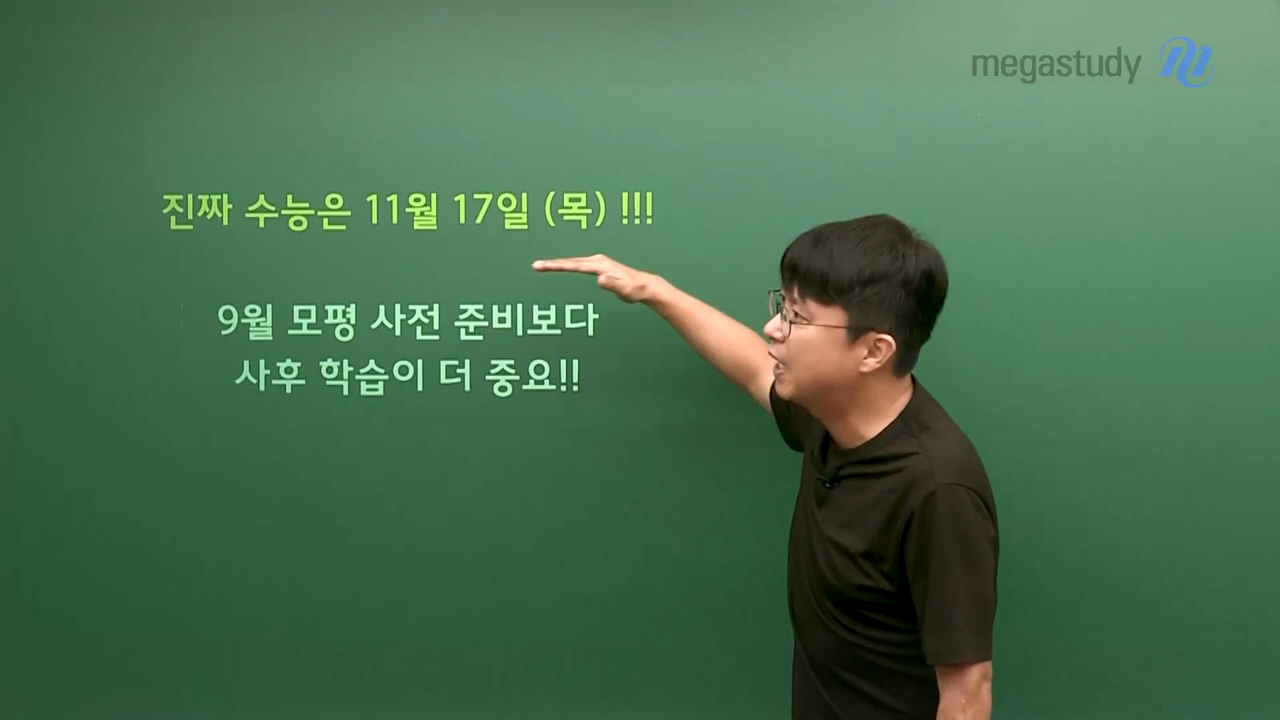 megastudy
진짜 수능은 11월 17일 (목) !!!
9월 모평 사전 준비보다
사후 학습이 더 중요!!